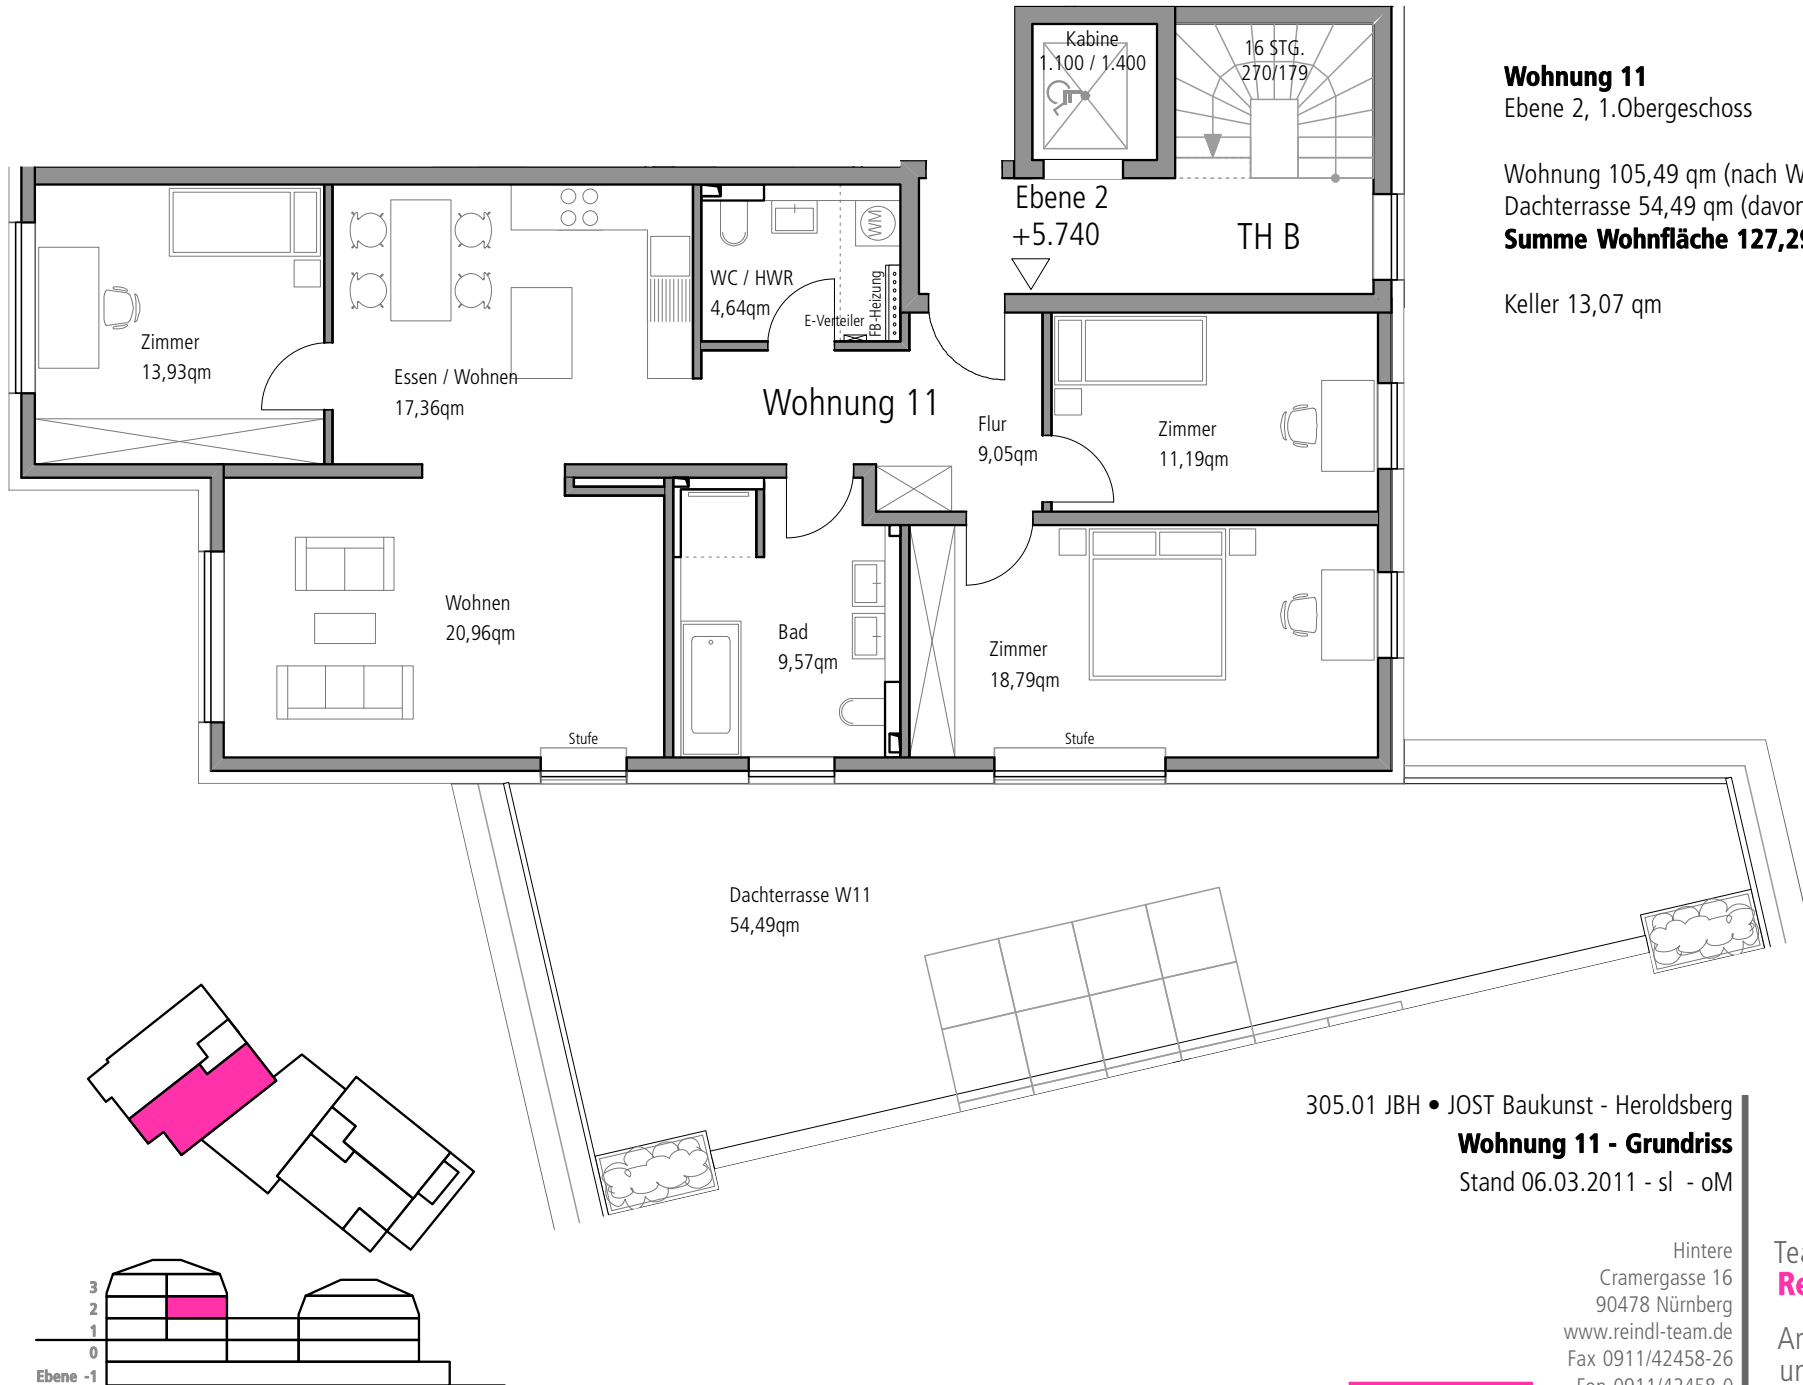 Kabine
1.100 / 1.400
16 STG.
270/179
Wohnung 11
Ebene 2, 1.Obergeschoss
Wohnung 105,49 qm (nach
Dachterrasse 54,49 qm
Summe Wohnfläche
Keller 13,07 qm
Ebene 2
+5.740
TH B
WM
WC / HWR
4,64qm
FB-Heizung
E-Verteiler
Zimmer
13,93qm
Essen / Wohnen
17,36qm
Wohnung 11
Flur
9,05qm
Zimmer
11,19qm
Wohnen
20,96qm
Bad
9,57qm
Zimmer
18,79qm
Stufe
Stufe
Dachterrasse W11
54,49qm
305.01 JBH • JOST Baukunst - Heroldsberg
Wohnung 11 - Grundriss
Stand 06.03.2011 - sl - oM
Hintere
Cramergasse 16
90478 Nürnberg
www.reindl-team.de
Fax 0911/42458-26
Fon 0911/42458-0
3
2
1
0
Ebene -1